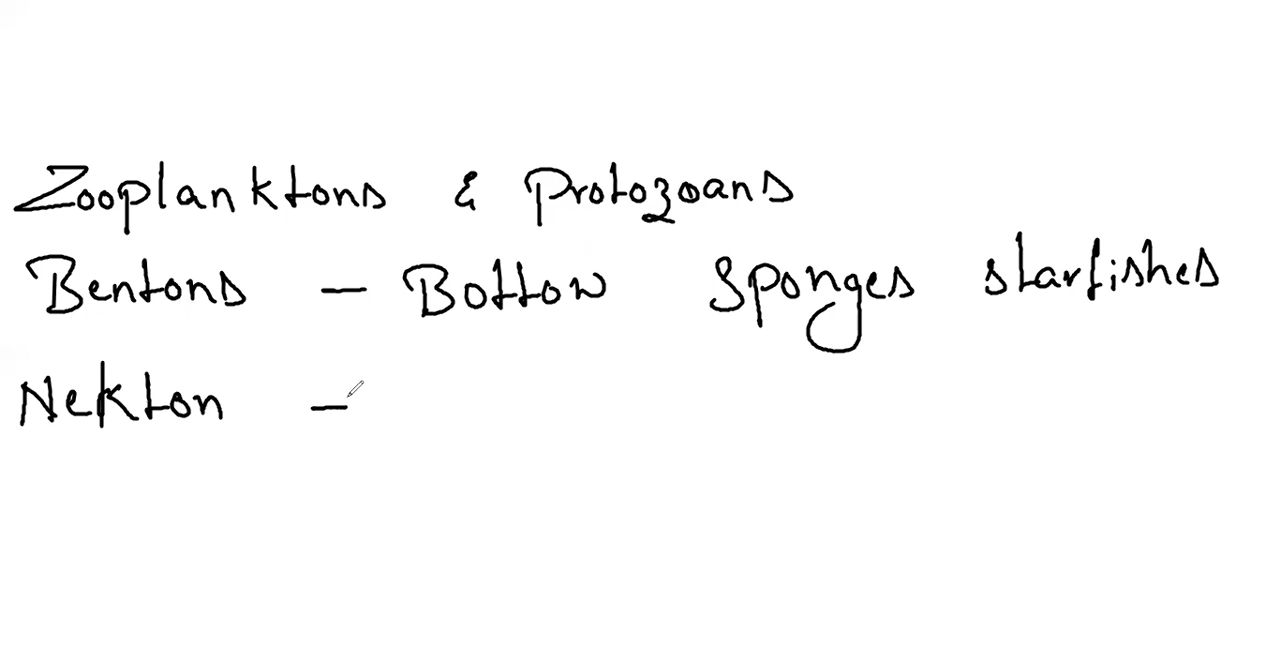 Zooplanktons & Protozoans
Bentons - Bottow Sponges starfishes
Nekton -